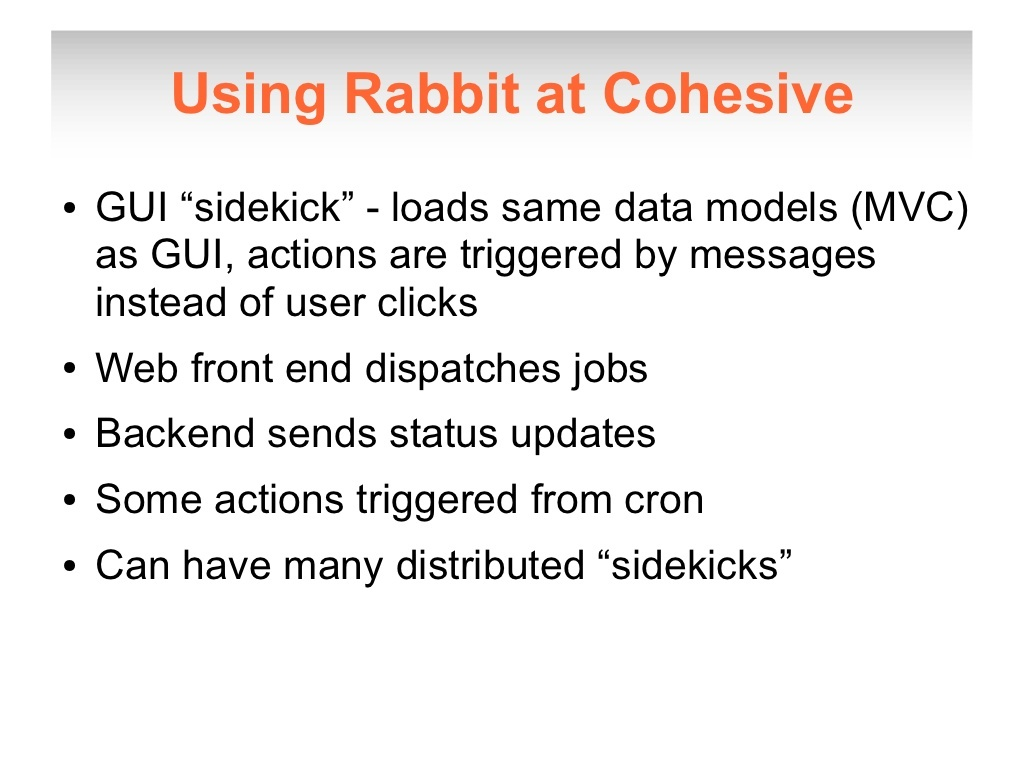 Using Rabbit at Cohesive
• GUI “sidekick” - loads same data models (MVC)
as GUI, actions are triggered by messages
instead of user clicks
• Web front end dispatches jobs
• Backend sends status updates
• Some actions triggered from cron
• Can have many distributed “sidekicks”